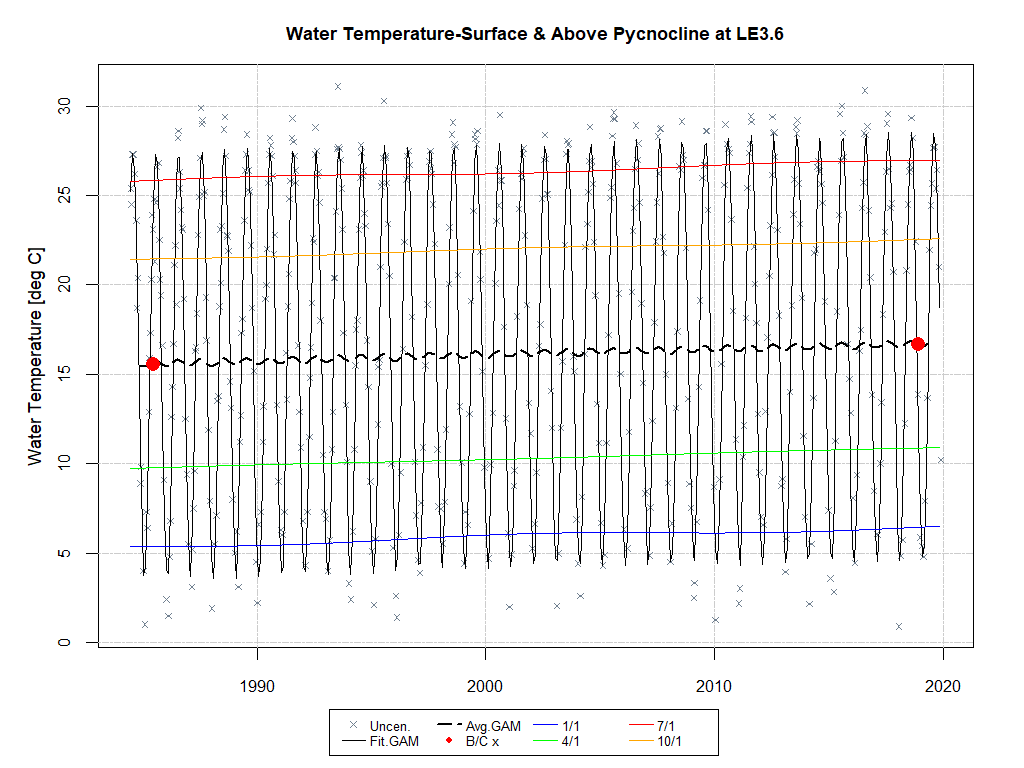 Water Temperature-Surface & Above Pycnocline at LE3.6
Water Temperature [deg C]
30
25
20
15
10
5
0
1990 2000 2010 2020
Uncen. Avg.GAM 1/1 7/1
Fit.GAM B/C x 4/1 10/1